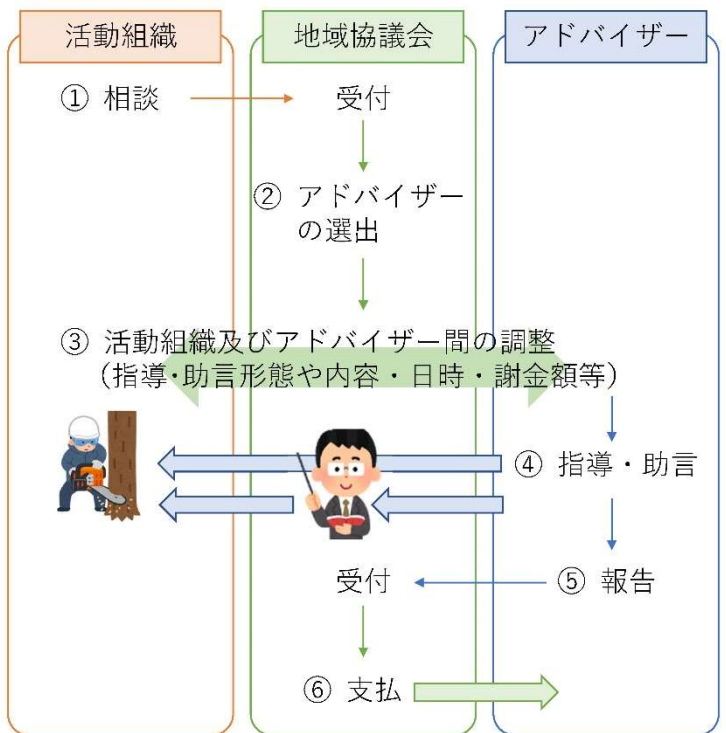 活動組織
地域協議会
アドバイザー
① 相談
受付
② アドバイザー
の選出
③ 活動組織及びアドバイザー間の調整
(指導・助言形態や内容・日時・謝金額等)
④ 指導・助言
受付
⑤ 報告
⑥ 支払